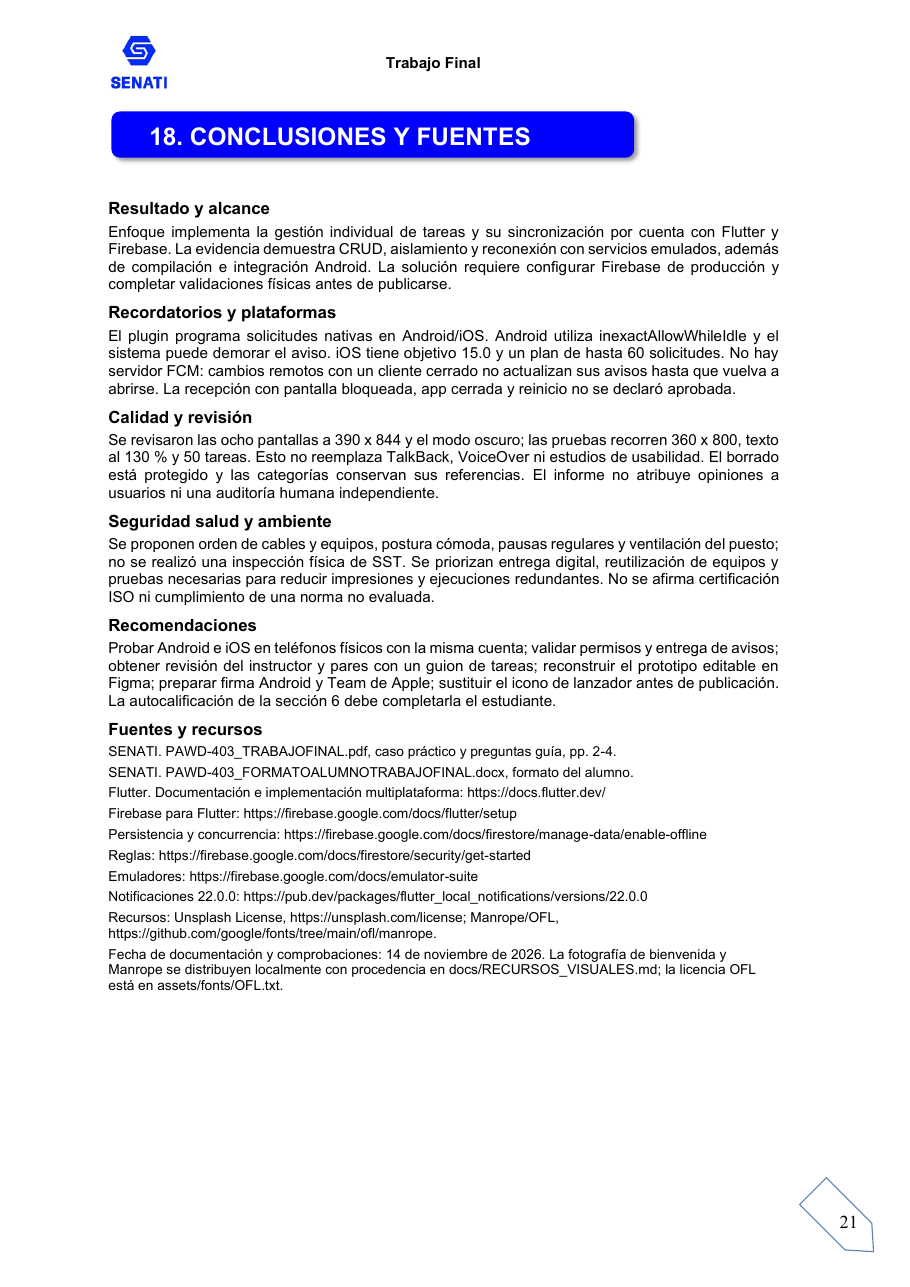 SENATI
Trabajo Final
18. CONCLUSIONES Y FUENTES
Resultado y alcance
Enfoque implementa la gestión individual de tareas y su sincronización por cuenta con Flutter y
Firebase. La evidencia demuestra CRUD, aislamiento y reconexión con servicios emulados, además
de compilación e integración Android. La solución requiere configurar Firebase de producción y
completar validaciones físicas antes de publicarse.
Recordatorios y plataformas
El plugin programa solicitudes nativas en Android/iOS. Android utiliza inexactAllowWhileIdle y el
sistema puede demorar el aviso. iOS tiene objetivo 15.0 y un plan de hasta 60 solicitudes. No hay
servidor FCM: cambios remotos con un cliente cerrado no actualizan sus avisos hasta que vuelva a
abrirse. La recepción con pantalla bloqueada, app cerrada y reinicio no se declaró aprobada.
Calidad y revisión
Se revisaron las ocho pantallas a 390 x 844 y el modo oscuro; las pruebas recorren 360 x 800, texto
al 130 % y 50 tareas. Esto no reemplaza TalkBack, VoiceOver ni estudios de usabilidad. El borrado
está protegido y las categorías conservan sus referencias. El informe no atribuye opiniones a
usuarios ni una auditoría humana independiente.
Seguridad salud y ambiente
Se proponen orden de cables y equipos, postura cómoda, pausas regulares y ventilación del puesto;
no se realizó una inspección física de SST. Se priorizan entrega digital, reutilización de equipos y
pruebas necesarias para reducir impresiones y ejecuciones redundantes. No se afirma certificación
ISO ni cumplimiento de una norma no evaluada.
Recomendaciones
Probar Android e iOS en teléfonos físicos con la misma cuenta; validar permisos y entrega de avisos;
obtener revisión del instructor y pares con un guion de tareas; reconstruir el prototipo editable en
Figma; preparar firma Android y Team de Apple; sustituir el icono de lanzador antes de publicación.
La autocalificación de la sección 6 debe completarla el estudiante.
Fuentes y recursos
SENATI. PAWD-403_TRABAJOFINAL.pdf, caso práctico y preguntas guía, pp. 2-4.
SENATI. PAWD-403_FORMATOALUMNOTRABAJOFINAL.docx, formato del alumno.
Flutter. Documentación e implementación multiplataforma: https://docs.flutter.dev/
Firebase para Flutter: https://firebase.google.com/docs/flutter/setup
Persistencia y concurrencia: https://firebase.google.com/docs/firestore/manage-data/enable-offline
Reglas: https://firebase.google.com/docs/firestore/security/get-started
Emuladores: https://firebase.google.com/docs/emulator-suite
Notificaciones 22.0.0: https://pub.dev/packages/flutter_local_notifications/versions/22.0.0
Recursos: Unsplash License, https://unsplash.com/license; Manrope/OFL,
https://github.com/google/fonts/tree/main/ofl/manrope.
Fecha de documentación y comprobaciones: 14 de noviembre de 2026. La fotografía de bienvenida y
Manrope se distribuyen localmente con procedencia en docs/RECURSOS_VISUALES.md; la licencia OFL
está en assets/fonts/OFL.txt.
21